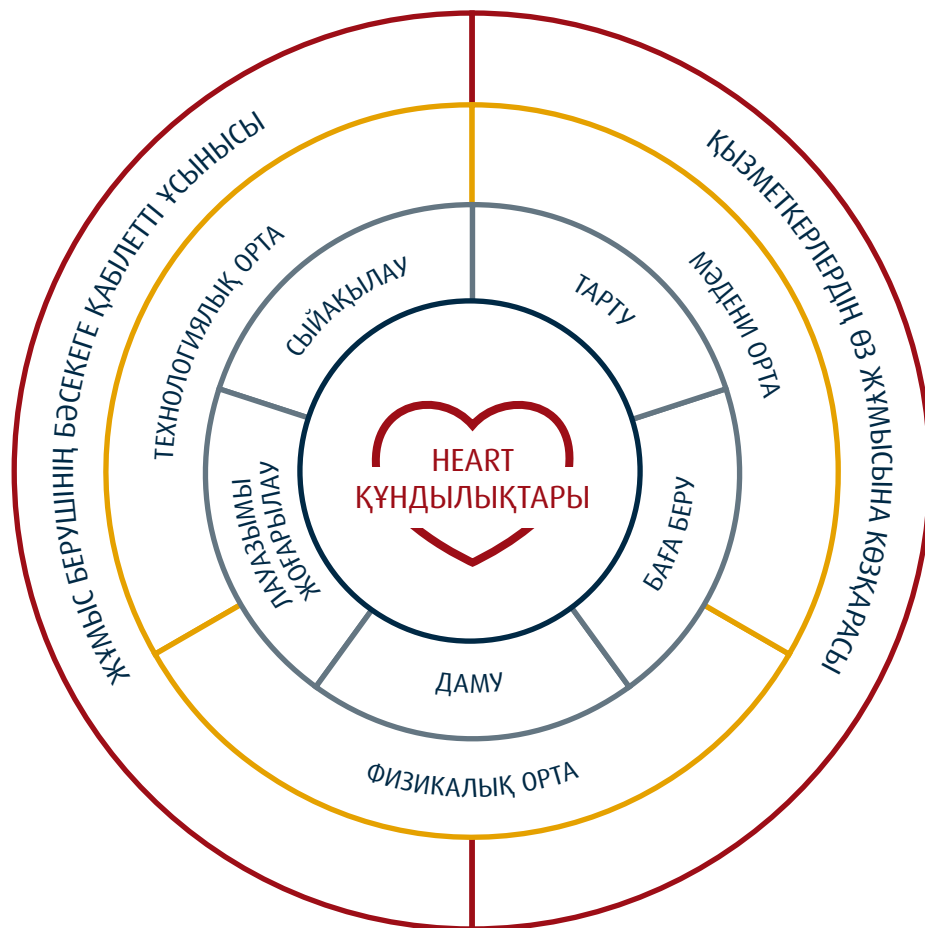 ЖҰМЫС БЕРУШІНІҢ БӘСЕКЕГЕ ҚАБІЛЕТТІ ҰСЫНЫСЫ
ҚЫЗМЕТКЕРЛЕРДІҢ ӨЗ ЖҰМЫСЫНА КӨЗҚАРАСЫ
ТЕХНОЛОГИЯЛЫҚ ОРТА
МӘДЕНИ ОРТА
СЫЙАҚЫЛАУ
ТАРТУ
HEART
ҚҰНДЫЛЫҚТАРЫ
ЛАУАЗЫМЫ
ЖОҒАРЫЛАУ
БАҒА БЕРУ
ДАМУ
ФИЗИКАЛЫҚ ОРТА